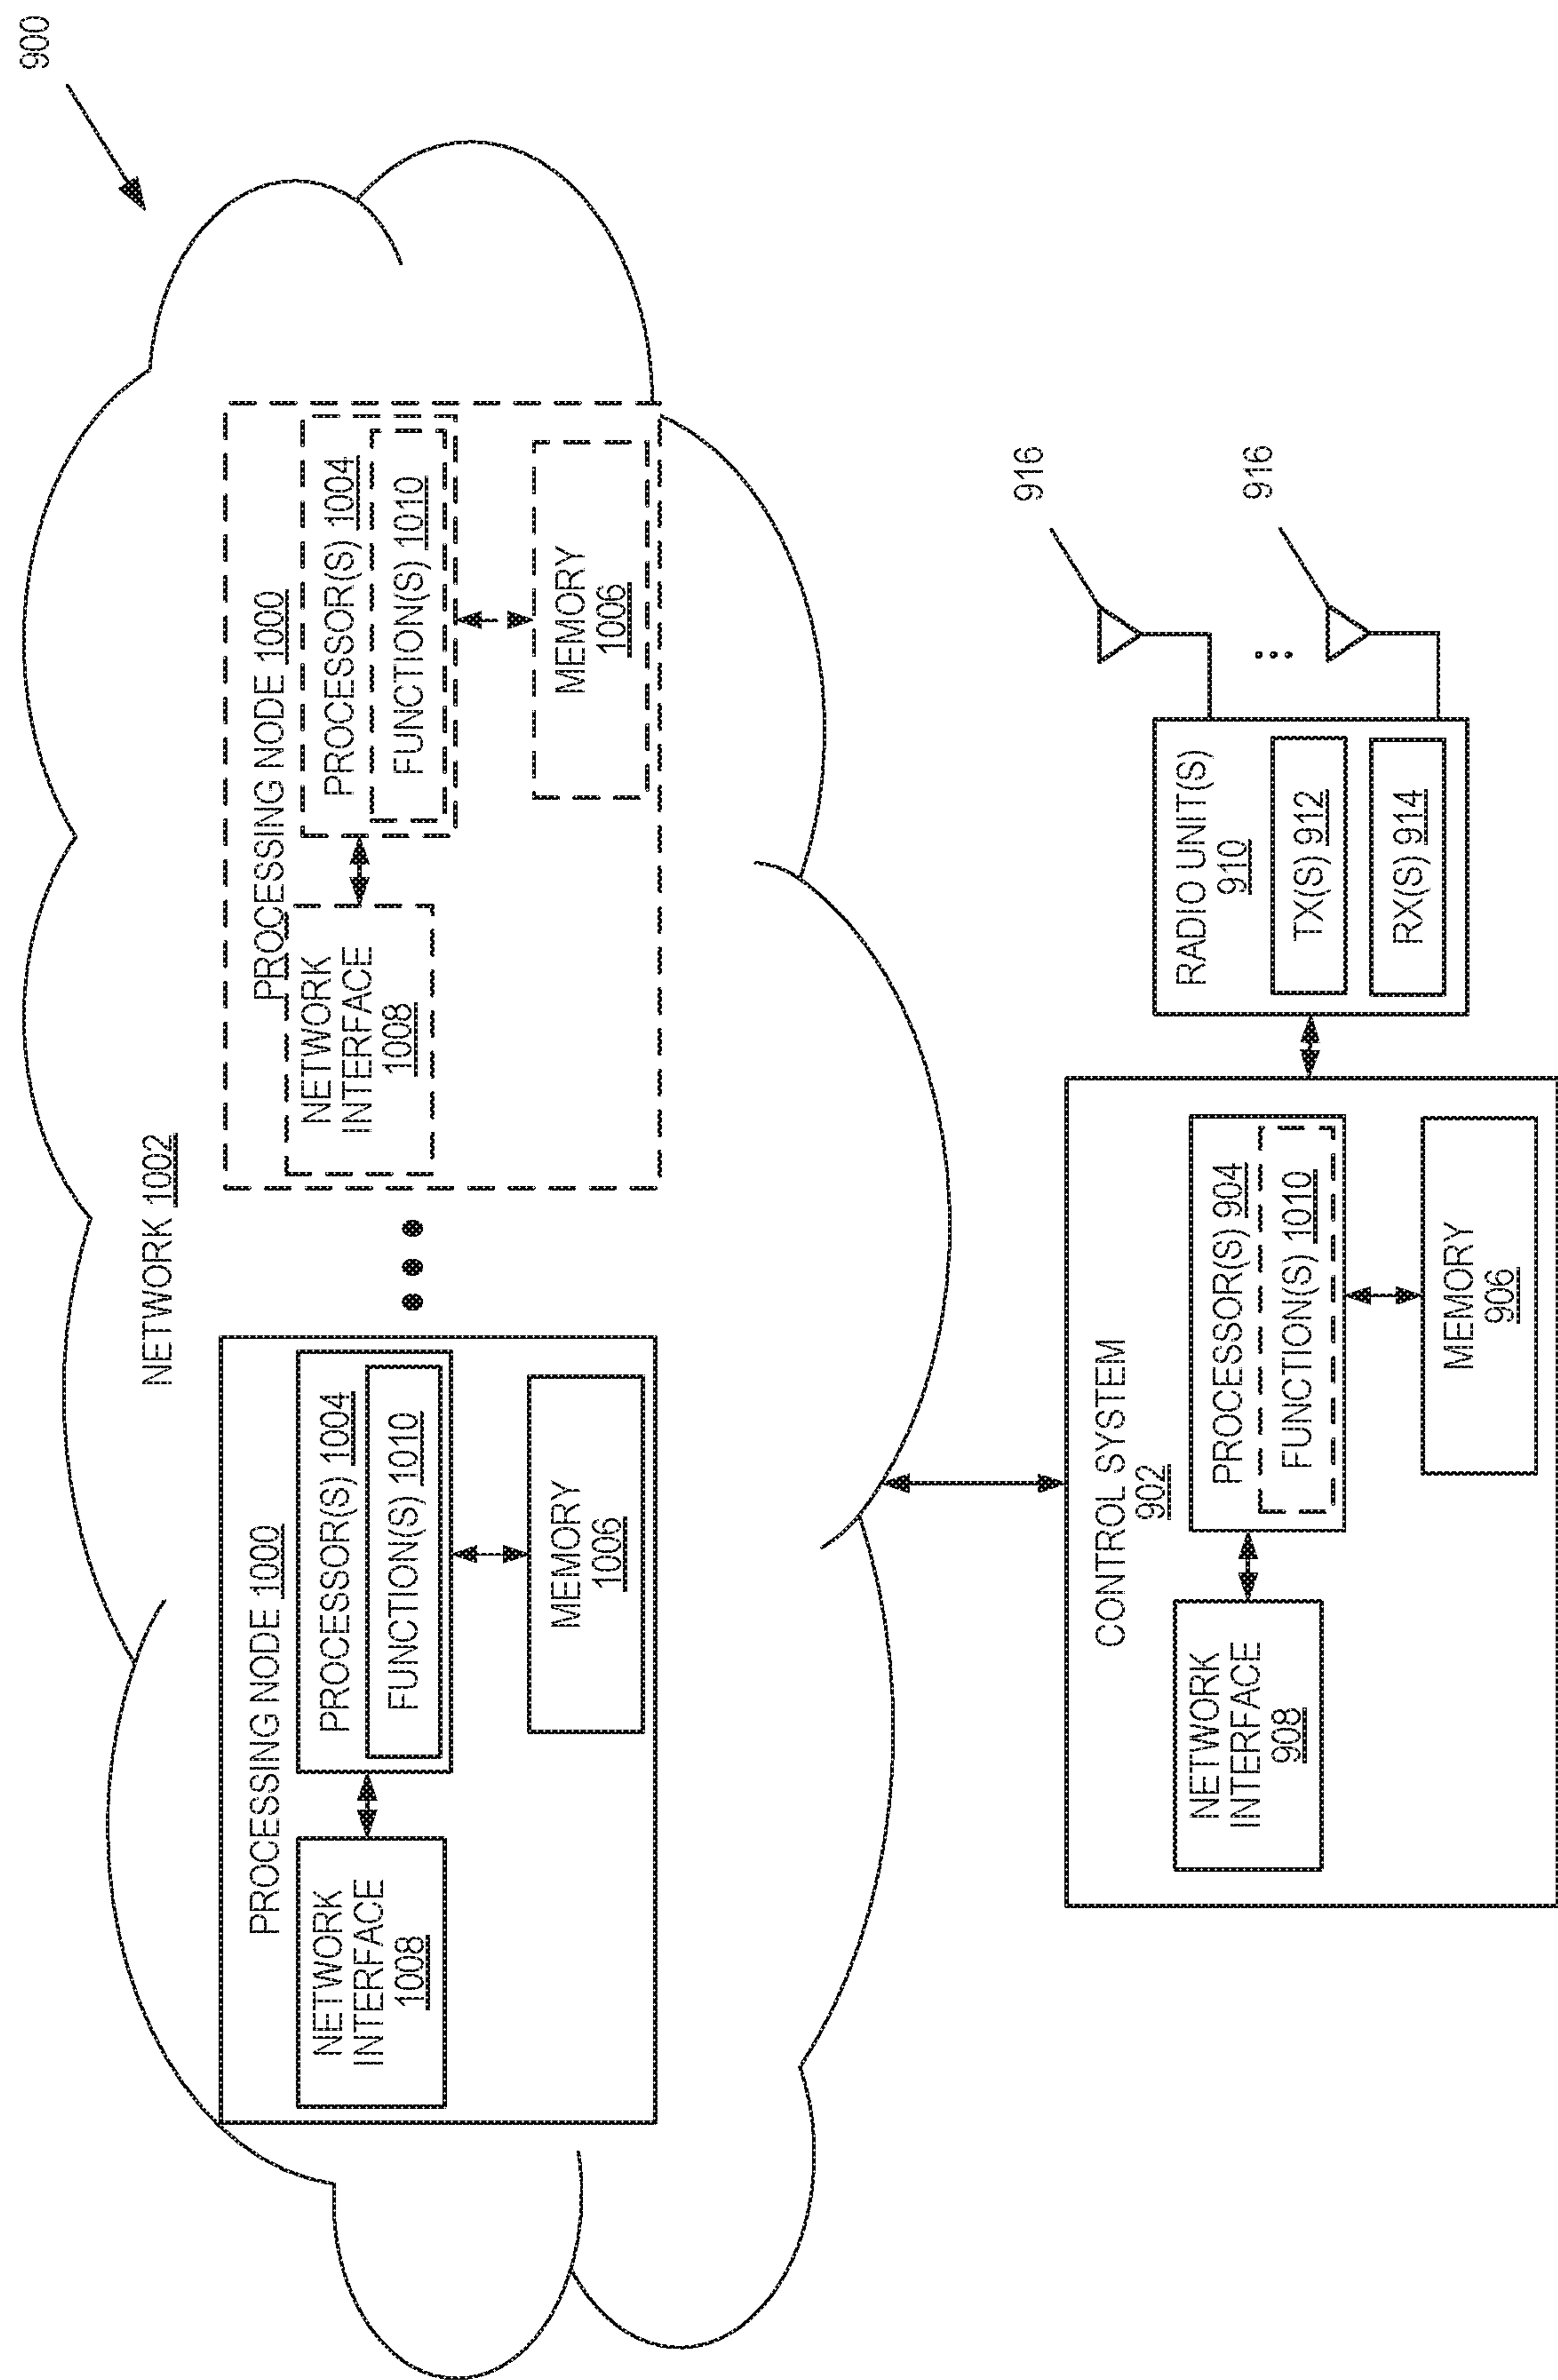 900
NETWORK 1002
PROCESSING NODE 1000
NETWORK
INTERFACE
1008
PROCESSOR(S) 1004
FUNCTION(S) 1010
MEMORY
1006
PROCESSING NODE 1000
NETWORK
INTERFACE
1008
PROCESSOR(S) 1004
FUNCTION(S) 1010
MEMORY
1006
CONTROL SYSTEM
902
NETWORK
INTERFACE
908
PROCESSOR(S) 904
FUNCTION(S) 1010
MEMORY
906
RADIO UNIT(S)
910
TX(S) 912
RX(S) 914
916
916